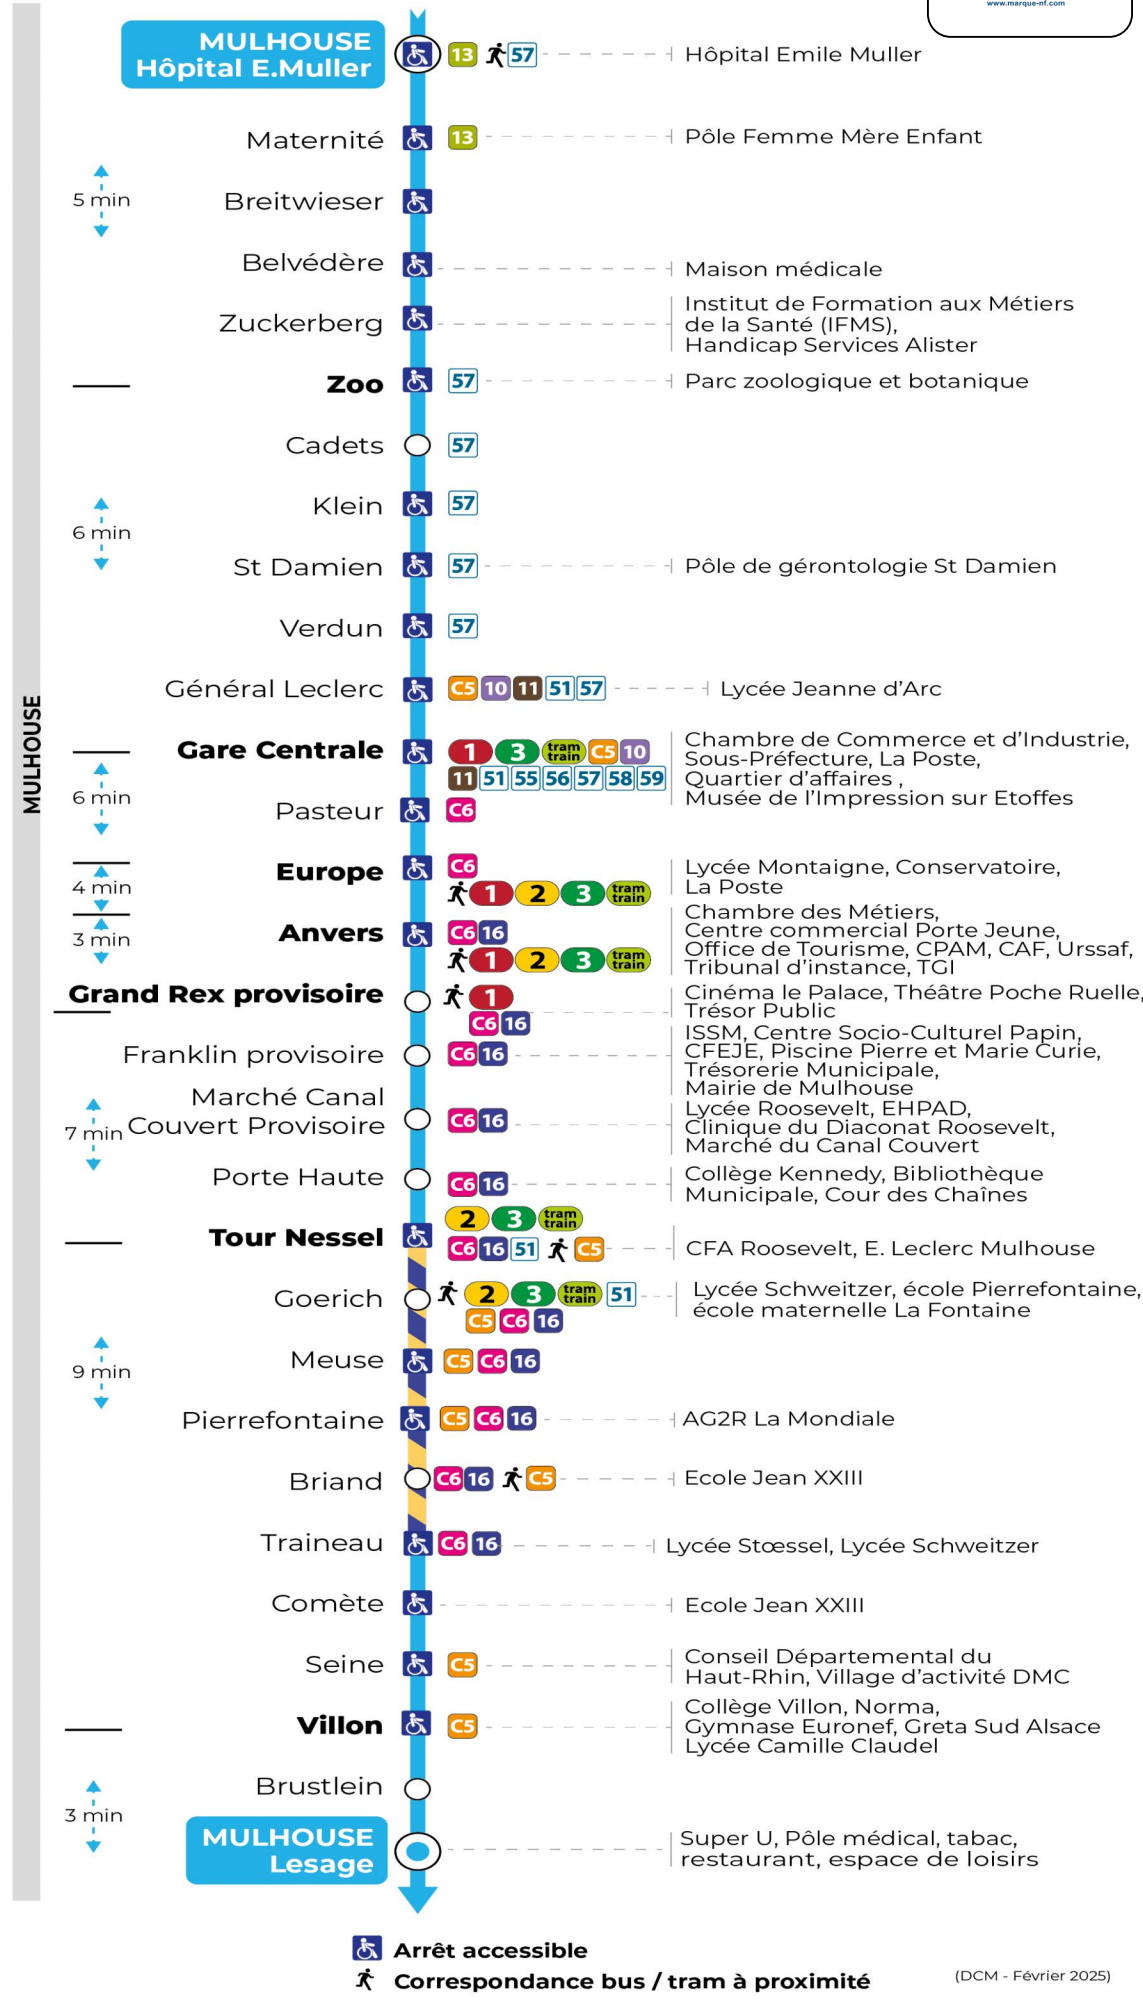 www.marque-nf.com
MULHOUSE
MULHOUSE
Hôpital E.Muller
13 57
Hôpital Emile Muller
Maternité
13
Pôle Femme Mère Enfant
5 min
Breitwieser
Belvédère
Maison médicale
Zuckerberg
Institut de Formation aux Métiers
de la Santé (IFMS),
Handicap Services Alister
Zoo
57
Parc zoologique et botanique
Cadets
57
Klein
57
6 min
St Damien
57
Pôle de gérontologie St Damien
Verdun
57
Général Leclerc
C5 10 11 51 57
Lycée Jeanne d’Arc
Gare Centrale
1 3 tram train C5 10
11 51 55 56 57 58 59
Chambre de Commerce et d’Industrie,
Sous-Préfecture, La Poste,
Quartier d’affaires ,
Musée de l’Impression sur Etoffes
6 min
Pasteur
C6
Europe
C6
1 2 3 tram train
Lycée Montaigne, Conservatoire,
La Poste
4 min
Anvers
C6 16
1 2 3 tram train
Chambre des Métiers,
Centre commercial Porte Jeune,
Office de Tourisme, CPAM, CAF, Urssaf,
Tribunal d’instance, TGI
3 min
Grand Rex provisoire
1
C6 16
Cinéma le Palace, Théâtre Poche Ruelle,
Trésor Public
Franklin provisoire
C6 16
ISSM, Centre Socio-Culturel Papin,
CFEJE, Piscine Pierre et Marie Curie,
Trésorerie Municipale,
Mairie de Mulhouse
Marché Canal
Couvert Provisoire
C6 16
Lycée Roosevelt, EHPAD,
Clinique du Diaconat Roosevelt,
Marché du Canal Couvert
7 min
Porte Haute
C6 16
Collège Kennedy, Bibliothèque
Municipale, Cour des Chaînes
Tour Nessel
2 3 tram train
C6 16 51 C5
CFA Roosevelt, E. Leclerc Mulhouse
Goerich
2 3 tram train 51
C5 C6 16
Lycée Schweitzer, école Pierrefontaine,
école maternelle La Fontaine
Meuse
C5 C6 16
9 min
Pierrefontaine
C5 C6 16
AG2R La Mondiale
Briand
C6 16 C5
Ecole Jean XXIII
Traineau
C6 16
Lycée Stœssel, Lycée Schweitzer
Comète
Ecole Jean XXIII
Seine
C5
Conseil Départemental du
Haut-Rhin, Village d’activité DMC
Villon
C5
Collège Villon, Norma,
Gymnase Euronef, Greta Sud Alsace
Lycée Camille Claudel
Brustlein
3 min
MULHOUSE
Lesage
Super U, Pôle médical, tabac,
restaurant, espace de loisirs
Arrêt accessible
Correspondance bus / tram à proximité
(DCM - Février 2025)